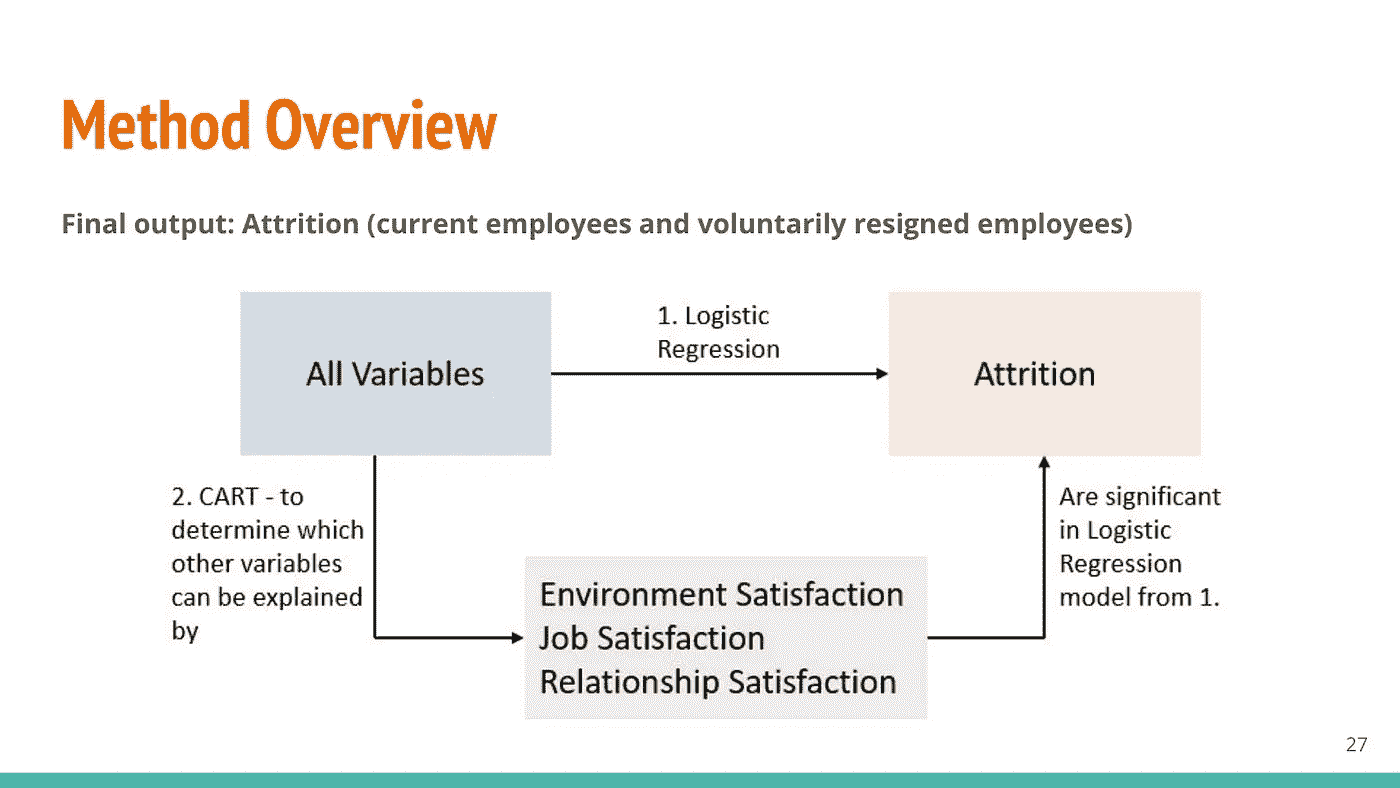 Method Overview
Final output: Attrition (current employees and voluntarily resigned employees)
All Variables
1. Logistic
Regression
Attrition
2. CART - to
determine which
other variables
can be explained
by
Environment Satisfaction
Job Satisfaction
Relationship Satisfaction
Are significant
in Logistic
Regression
model from 1.
27